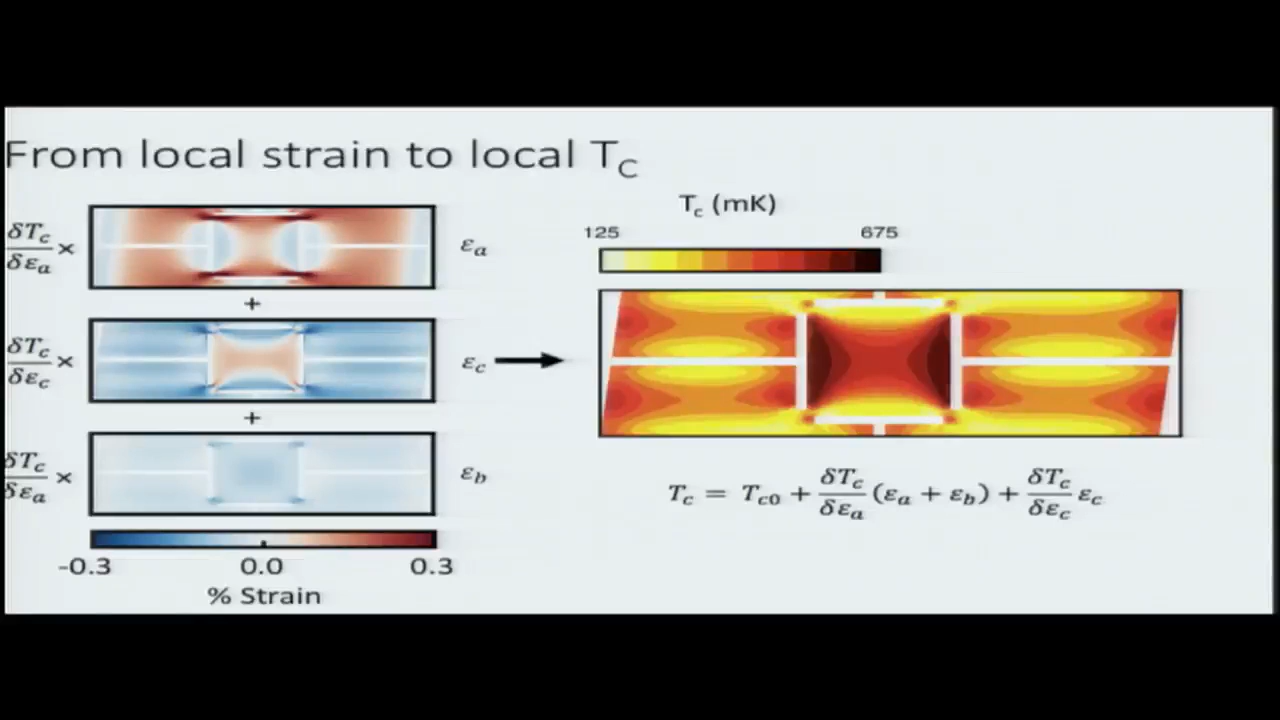 From local strain to local T_C
δT_c/δε_a × ε_a
+
δT_c/δε_c × ε_c
+
δT_c/δε_a × ε_b
-0.3 0.0 0.3
% Strain
T_c (mK)
125 675
T_c = T_c0 + δT_c/δε_a (ε_a + ε_b) + δT_c/δε_c ε_c